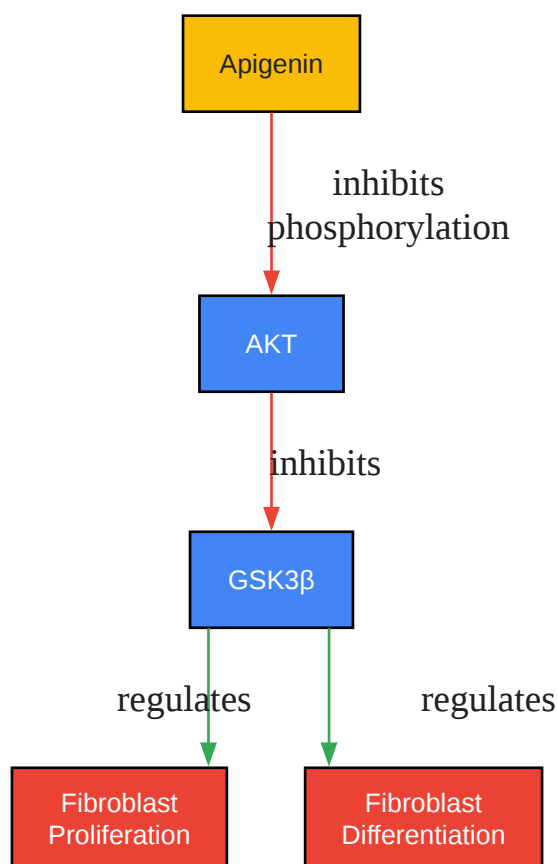 Apigenin
inhibits
phosphorylation
AKT
inhibits
GSK3β
regulates
regulates
Fibroblast
Proliferation
Fibroblast
Differentiation